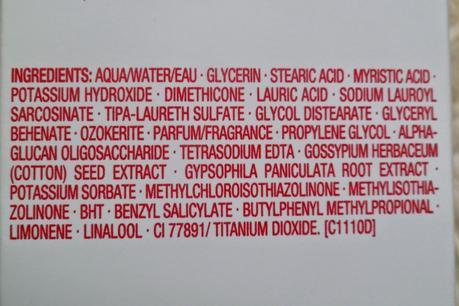 INGREDIENTS: AQUA/WATER/EAU · GLYCERIN · STEARIC ACID · MYRISTIC ACID ·
POTASSIUM HYDROXIDE · DIMETHICONE · LAURIC ACID · SODIUM LAUROYL
SARCOSINATE · TIPA-LAURETH SULFATE · GLYCOL DISTEARATE · GLYCERYL
BEHENATE · OZOKERITE · PARFUM/FRAGRANCE · PROPYLENE GLYCOL · ALPHA-
GLUCAN OLIGOSACCHARIDE · TETRASODIUM EDTA · GOSSYPIUM HERBACEUM
(COTTON) SEED EXTRACT · GYPSOPHILA PANICULATA ROOT EXTRACT ·
POTASSIUM SORBATE · METHYLCHLOROISOTHIAZOLINONE · METHYLISOTHIA-
ZOLINONE · BHT · BENZYL SALICYLATE · BUTYLPHENYL METHYLPROPIONAL ·
LIMONENE · LINALOOL · CI 77891/ TITANIUM DIOXIDE. [C1110D]